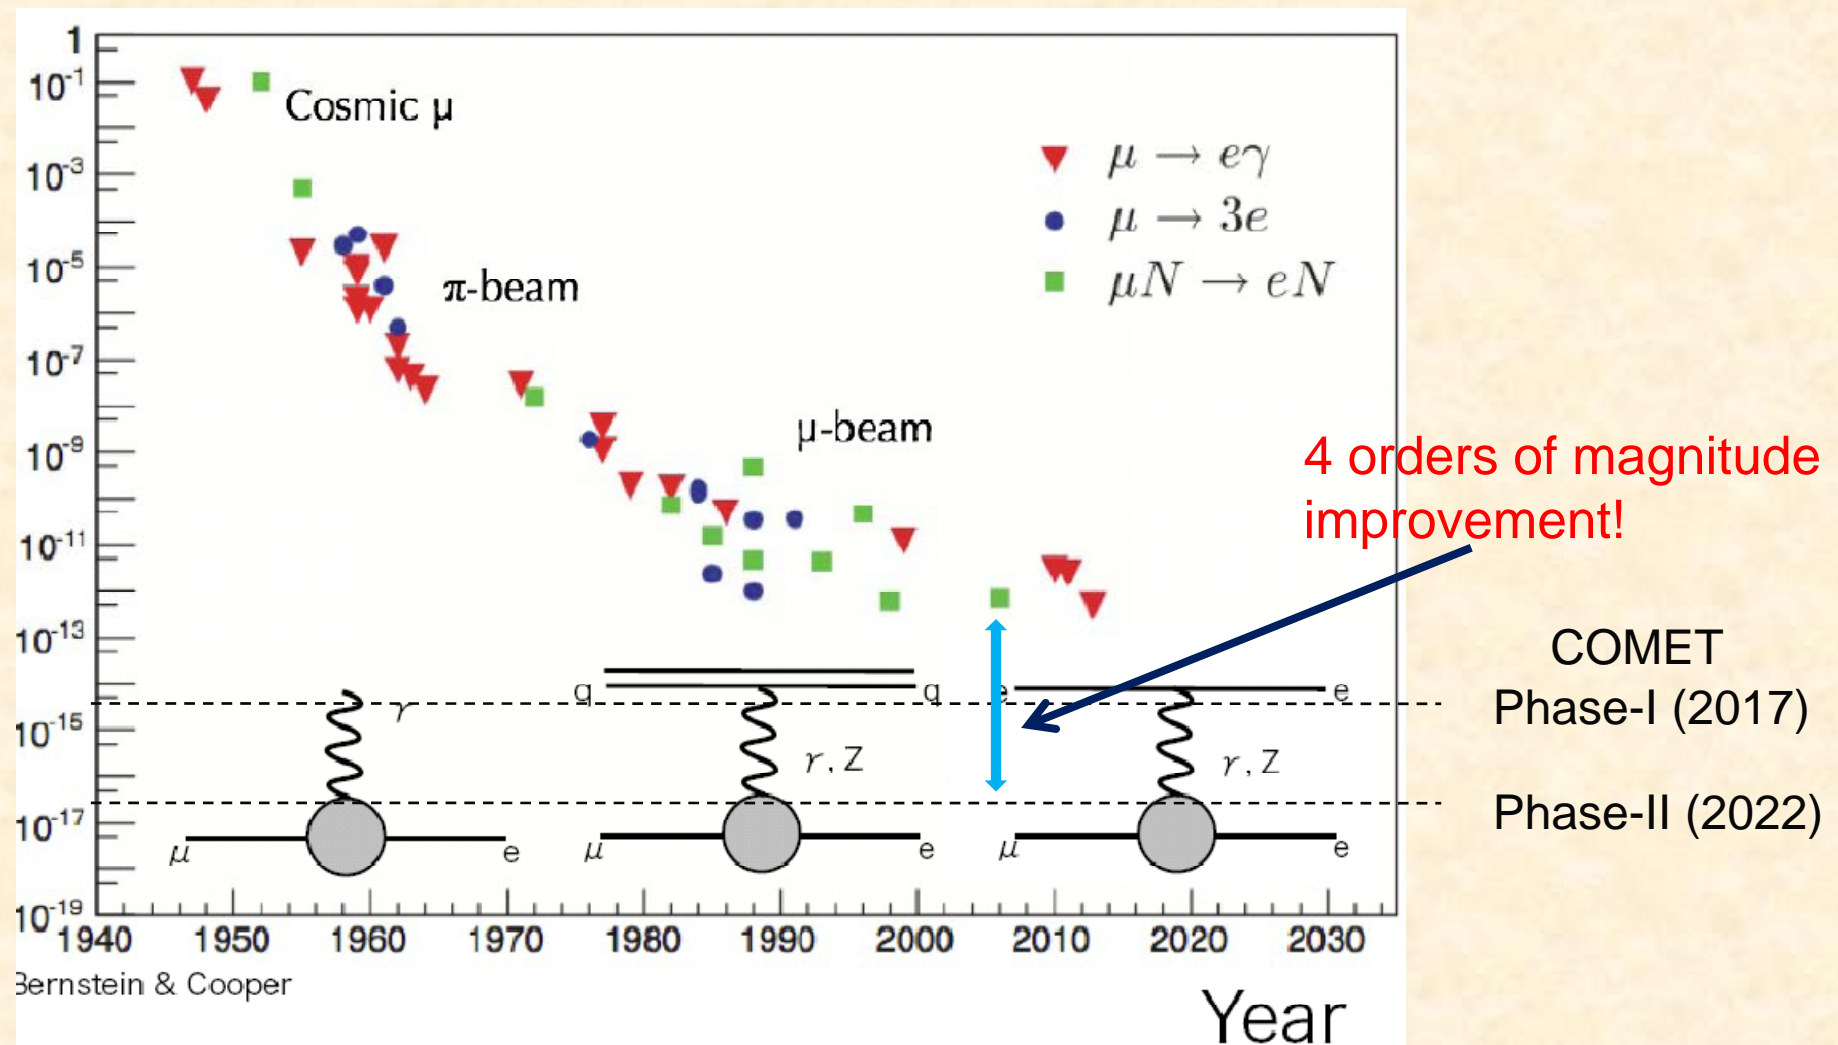 1
10⁻¹
10⁻³
10⁻⁵
10⁻⁷
10⁻⁹
10⁻¹¹
10⁻¹³
10⁻¹⁵
10⁻¹⁷
10⁻¹⁹
Cosmic μ
π-beam
μ-beam
μ → eγ
μ → 3e
μN → eN
4 orders of magnitude
improvement!
COMET
Phase-I (2017)
Phase-II (2022)
q q e e
γ
γ, Z
γ, Z
μ e μ e μ e
1940 1950 1960 1970 1980 1990 2000 2010 2020 2030
Bernstein & Cooper
Year